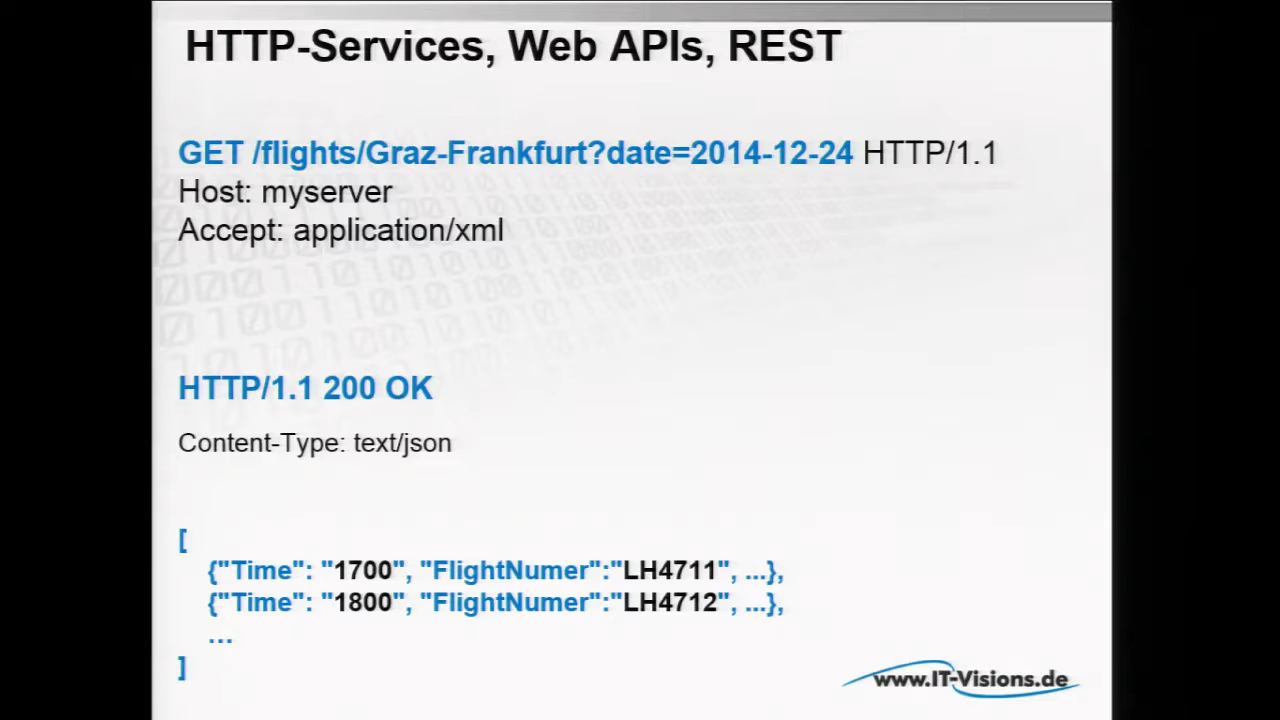 HTTP-Services, Web APIs, REST
GET /flights/Graz-Frankfurt?date=2014-12-24 HTTP/1.1
Host: myserver
Accept: application/xml
HTTP/1.1 200 OK
Content-Type: text/json
[
{"Time": "1700", "FlightNumer":"LH4711", ...},
{"Time": "1800", "FlightNumer":"LH4712", ...},
...
]
www.IT-Visions.de